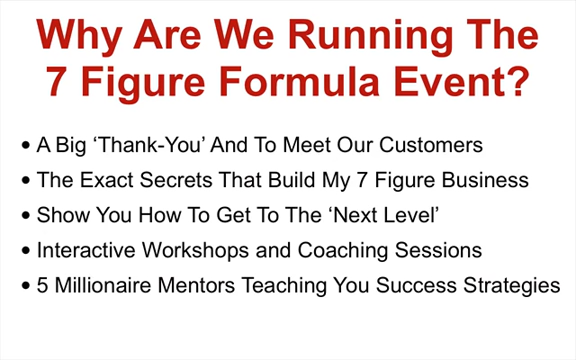 Why Are We Running The
7 Figure Formula Event?
• A Big ‘Thank-You’ And To Meet Our Customers
• The Exact Secrets That Build My 7 Figure Business
• Show You How To Get To The ‘Next Level’
• Interactive Workshops and Coaching Sessions
• 5 Millionaire Mentors Teaching You Success Strategies